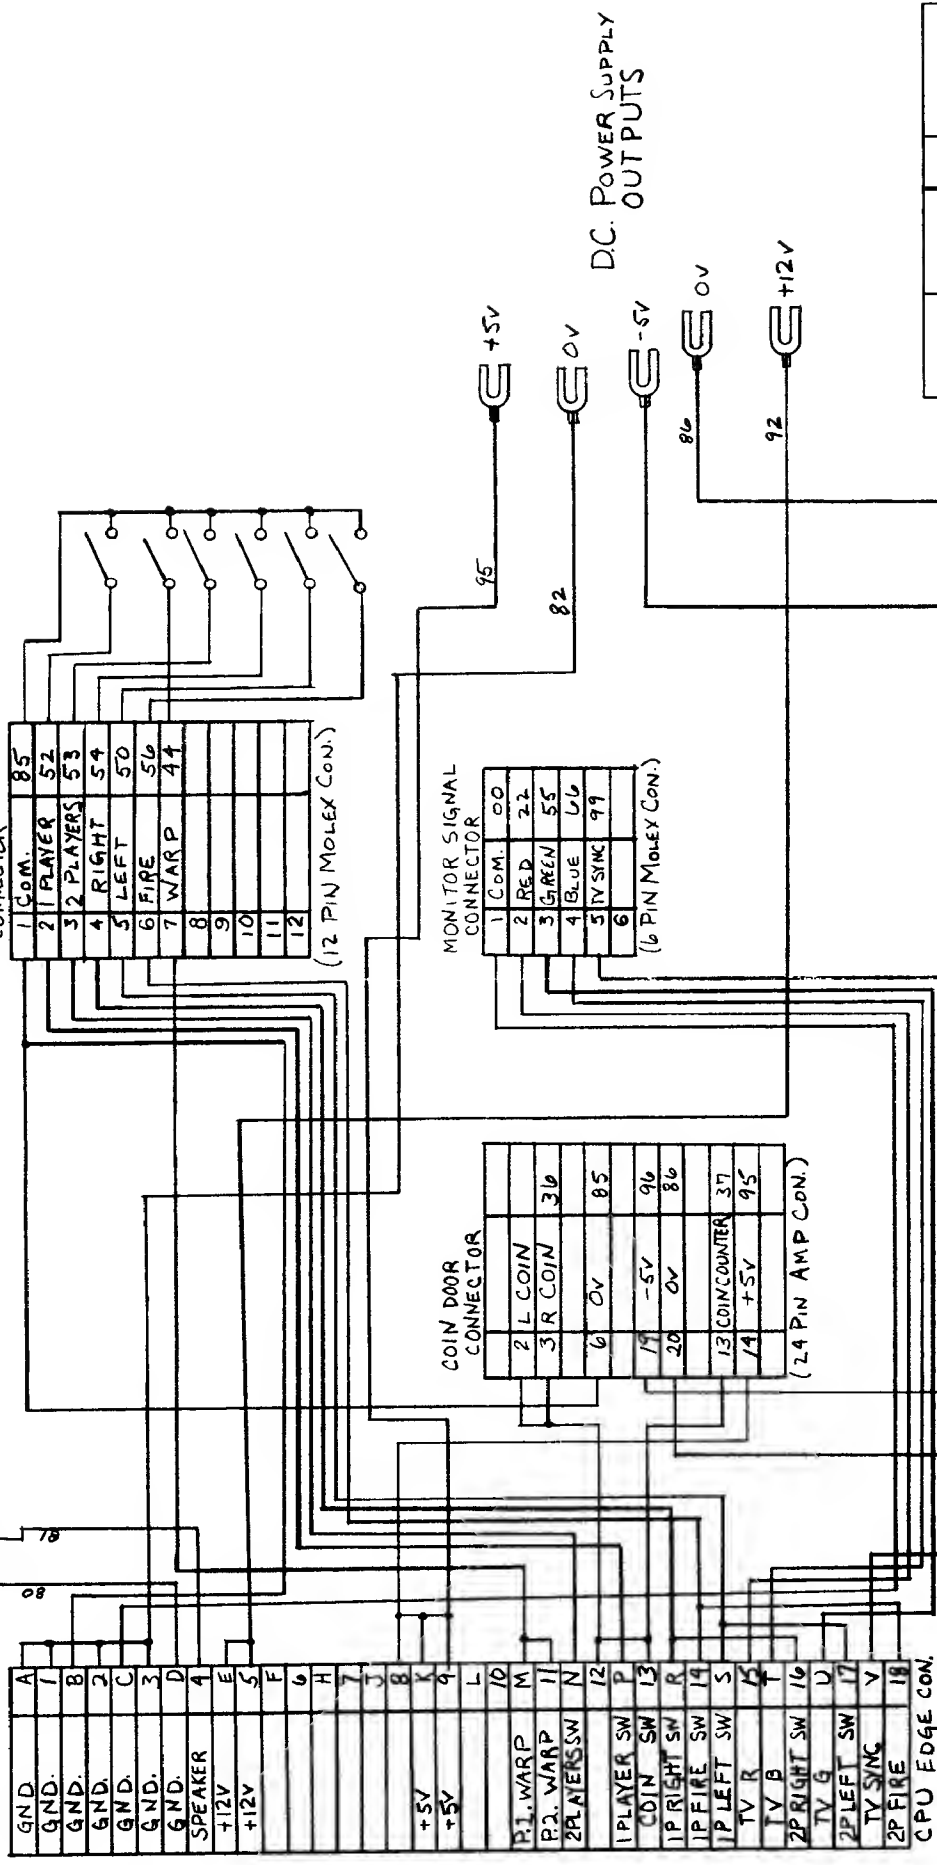 85
1 COM.
52
2 1 PLAYER
53
3 2 PLAYERS
54
4 RIGHT
50
5 LEFT
56
6 FIRE
44
7 WARP
8
9
10
11
12
(12 PIN MOLEX CON.)
D.C. POWER SUPPLY
OUTPUTS
+5V
0V
-5V
0V
+12V
95
82
86
92
MONITOR SIGNAL
CONNECTOR
1 COM. 00
2 RED 22
3 GREEN 55
4 BLUE 66
5 TV SYNC 99
6
(6 PIN MOLEX CON.)
COIN DOOR
CONNECTOR
2 L COIN
3 R COIN 36
6 0V 85
19 -5V 96
20 0V 86
13 COIN COUNTER 37
14 +5V 95
(24 PIN AMP CON.)
78
08
GND. A
GND. 1
GND. B
GND. 2
GND. C
GND. 3
GND. D
SPEAKER 4
+12V E
+12V 5
F
6
H
7
J
8
+5V K
+5V 9
L
10
P.1. WARP M
P.2. WARP 11
2 PLAYERS SW N
12
1 PLAYER SW P
COIN SW 13
1P RIGHT SW R
1P FIRE SW 14
1P LEFT SW S
TV R 15
TV B T
2P RIGHT SW 16
TV G U
2P LEFT SW 17
TV SYNC V
2P FIRE 18
CPU EDGE CON.